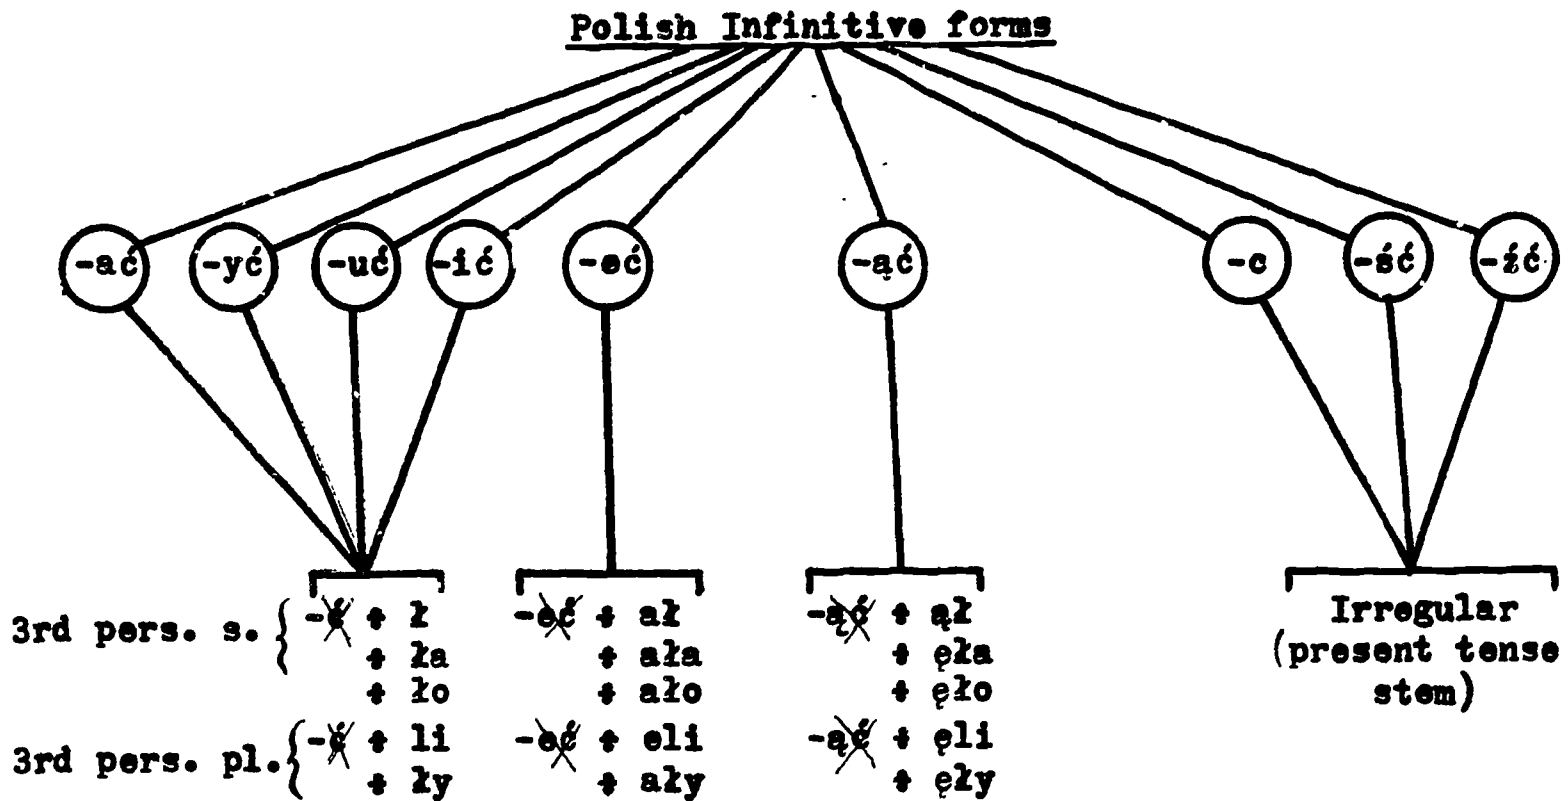 Polish Infinitive forms
-ać -yć -uć -ić -eć -ąć -c -ść -źć
3rd pers. s. { -ć + ł -eć + ał -ąć + ął Irregular
+ ła + ała + ęła (present tense
+ ło + ało + ęło stem)
3rd pers. pl. { -ć + li -eć + eli -ąć + ęli
+ ły + ały + ęły